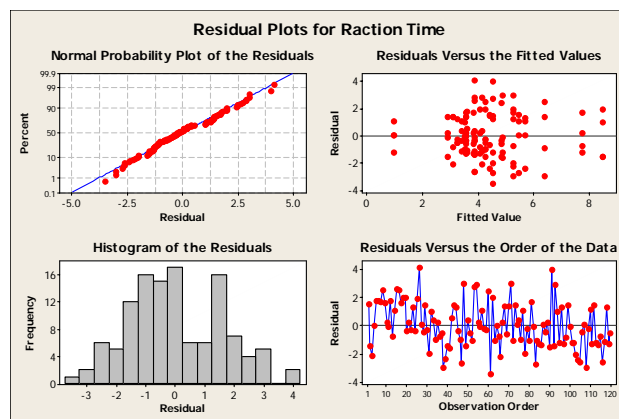 Residual Plots for Raction Time
Normal Probability Plot of the Residuals
99.9
99
90
50
10
1
0.1
Percent
-5.0 -2.5 0.0 2.5 5.0
Residual
Residuals Versus the Fitted Values
4
2
0
-2
-4
Residual
2 4 6 8
Fitted Value
Histogram of the Residuals
16
12
8
4
0
Frequency
-3 -2 -1 0 1 2 3 4
Residual
Residuals Versus the Order of the Data
4
2
0
-2
-4
Residual
1 10 20 30 40 50 60 70 80 90 100 110 120
Observation Order